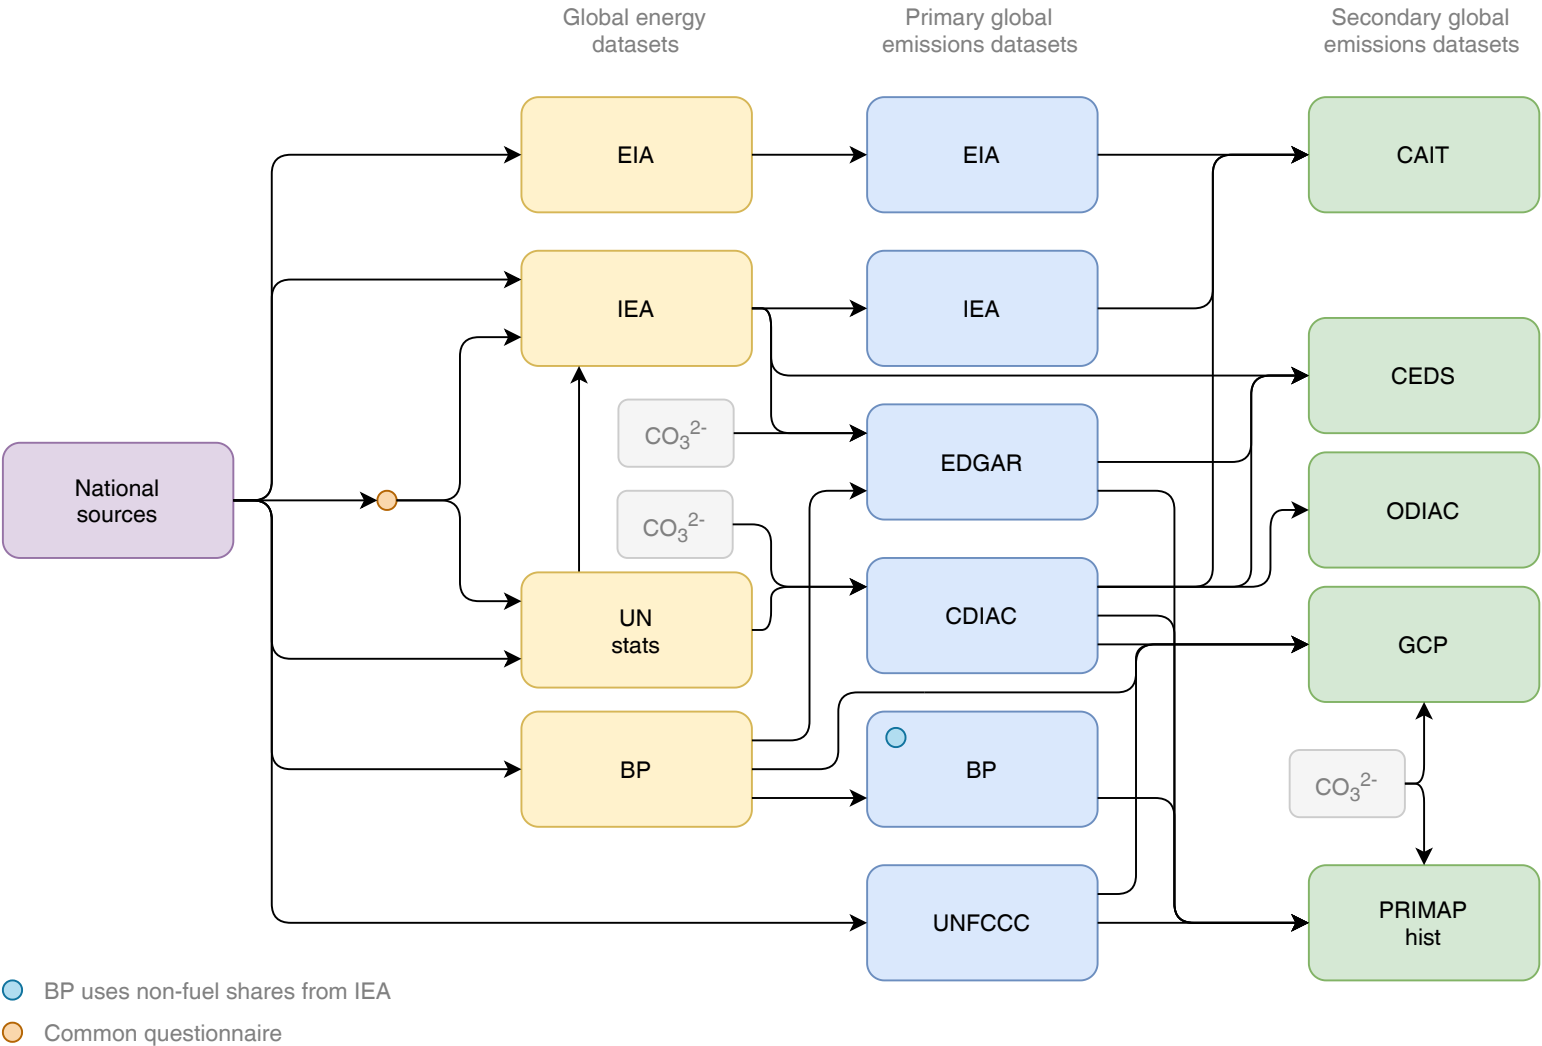 Global energy
datasets
Primary global
emissions datasets
Secondary global
emissions datasets
EIA
EIA
CAIT
IEA
IEA
CEDS
CO₃²⁻
EDGAR
National
sources
ODIAC
CO₃²⁻
UN
stats
CDIAC
GCP
BP
BP
CO₃²⁻
UNFCCC
PRIMAP
hist
BP uses non-fuel shares from IEA
Common questionnaire